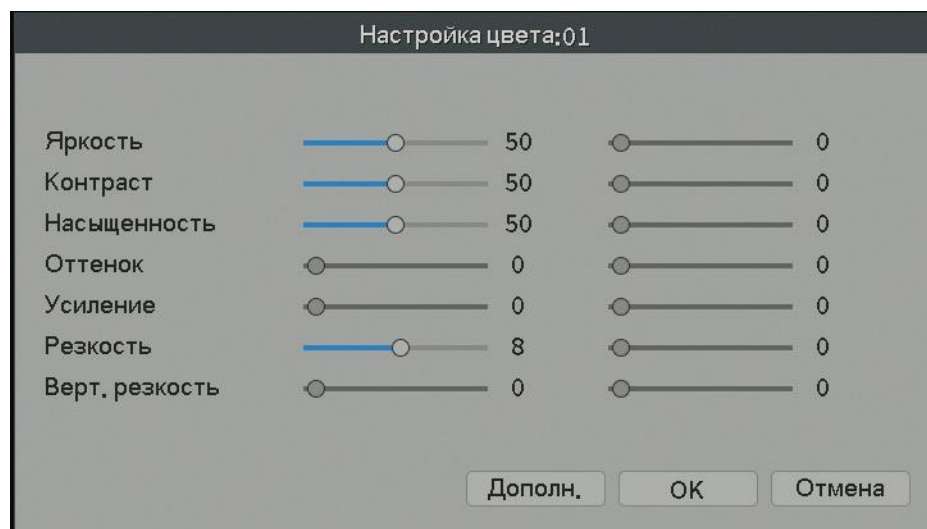 Настройка цвета:01
Яркость 50 0
Контраст 50 0
Насыщенность 50 0
Оттенок 0 0
Усиление 0 0
Резкость 8 0
Верт. резкость 0 0
Дополн. OK Отмена